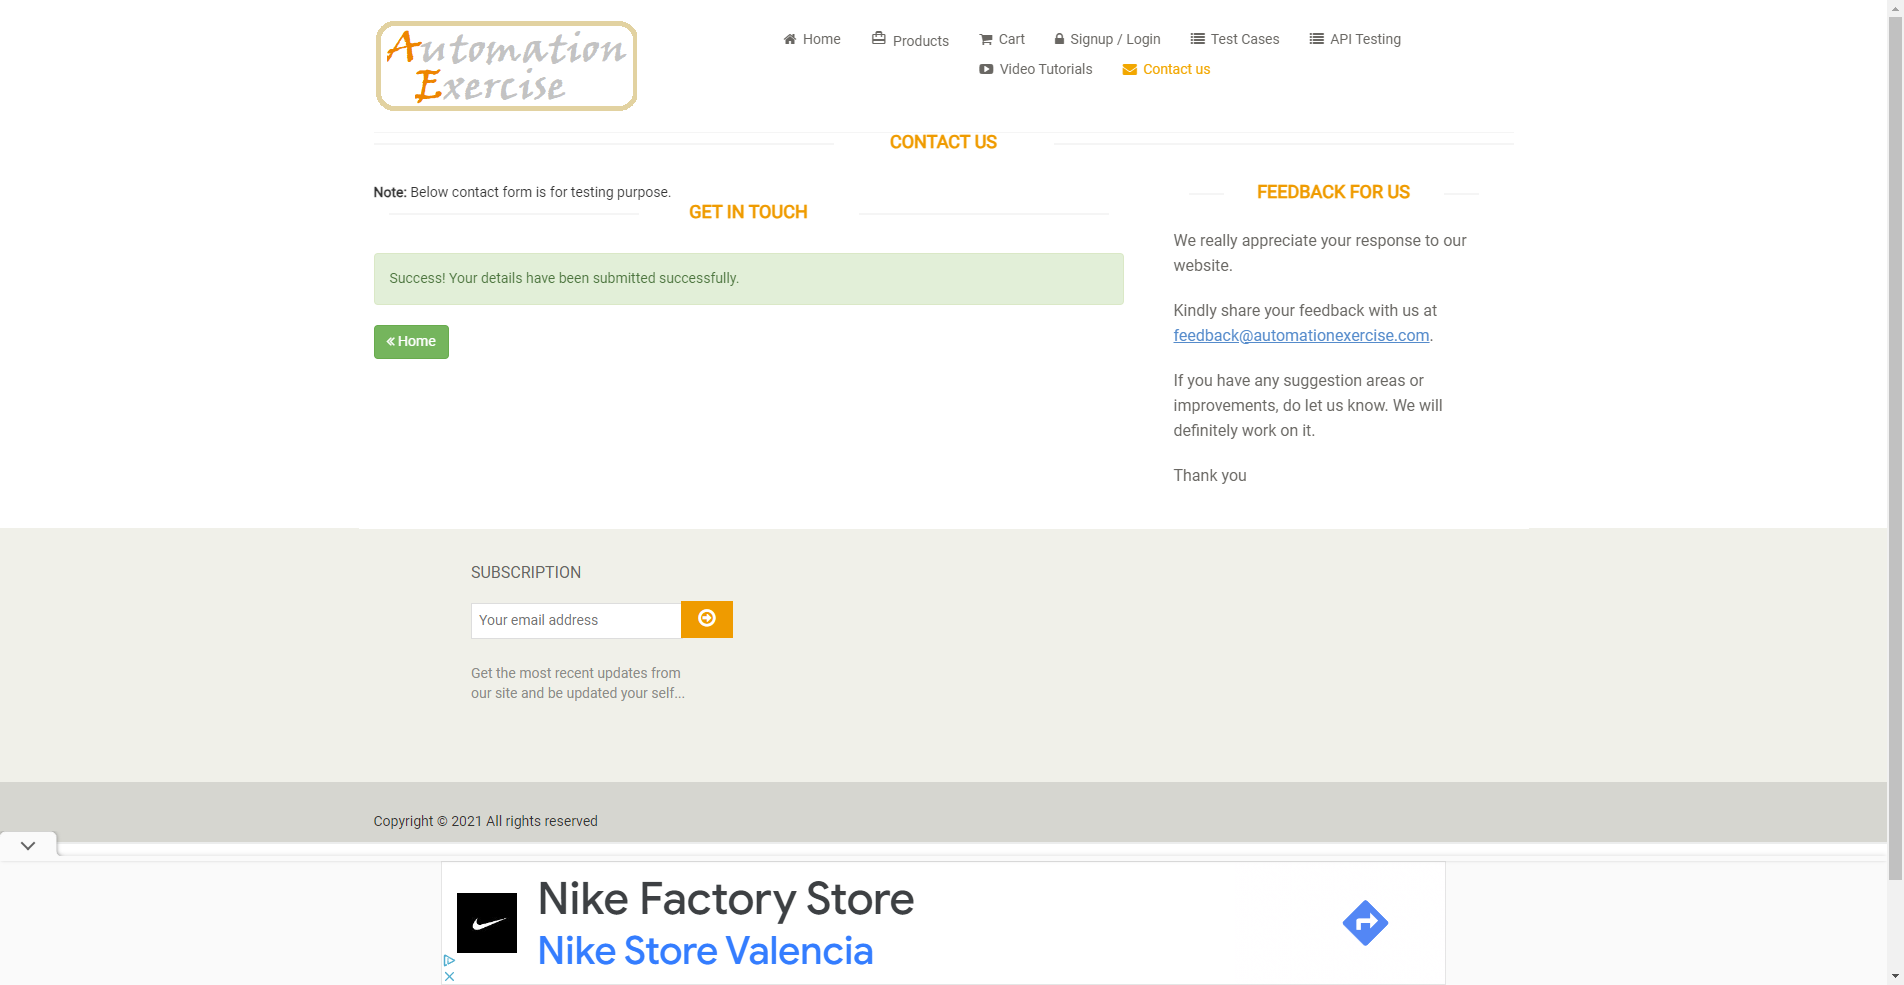 Automation
Exercise
Home
Products
Cart
Signup / Login
Test Cases
API Testing
Video Tutorials
Contact us
CONTACT US
Note: Below contact form is for testing purpose.
GET IN TOUCH
Success! Your details have been submitted successfully.
« Home
FEEDBACK FOR US
We really appreciate your response to our
website.
Kindly share your feedback with us at
feedback@automationexercise.com.
If you have any suggestion areas or
improvements, do let us know. We will
definitely work on it.
Thank you
SUBSCRIPTION
Your email address
Get the most recent updates from
our site and be updated your self...
Copyright © 2021 All rights reserved
Nike Factory Store
Nike Store Valencia